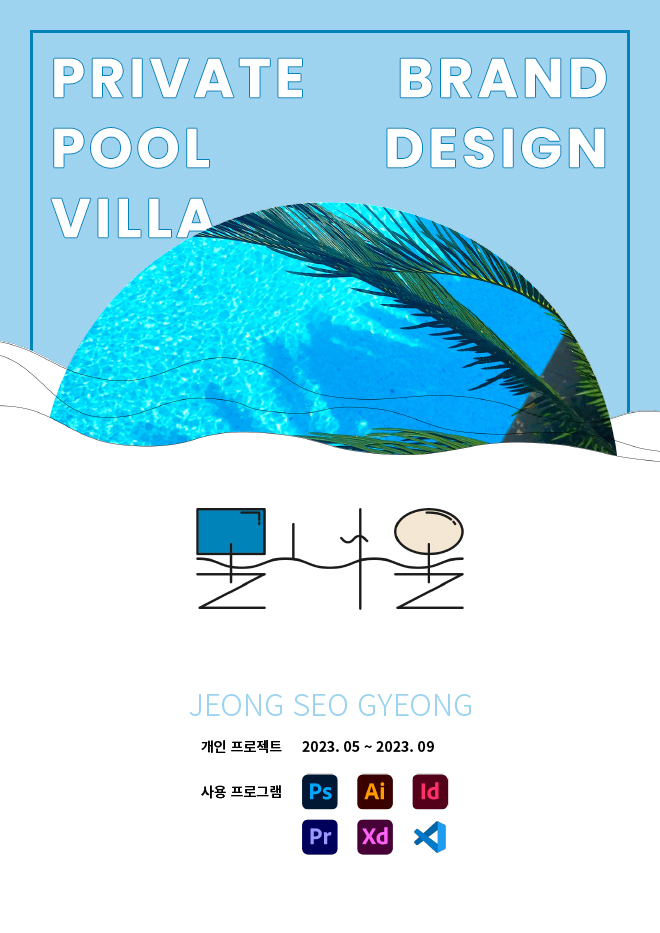 PRIVATE BRAND
POOL DESIGN
VILLA
JEONG SEO GYEONG
개인 프로젝트 2023. 05 ~ 2023. 09
사용 프로그램 Ps Ai Id
Pr Xd